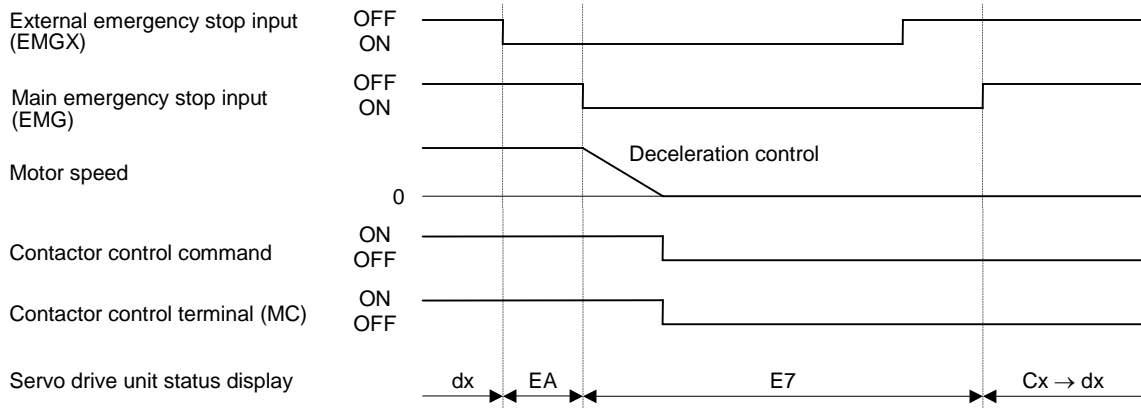 External emergency stop input
(EMGX)
OFF
ON
Main emergency stop input
(EMG)
OFF
ON
Motor speed
Deceleration control
0
Contactor control command
ON
OFF
Contactor control terminal (MC)
ON
OFF
Servo drive unit status display
dx
EA
E7
Cx → dx